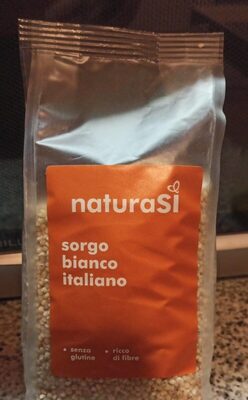 naturaSì
sorgo
bianco
italiano
• senza
glutine
• ricco
di fibre